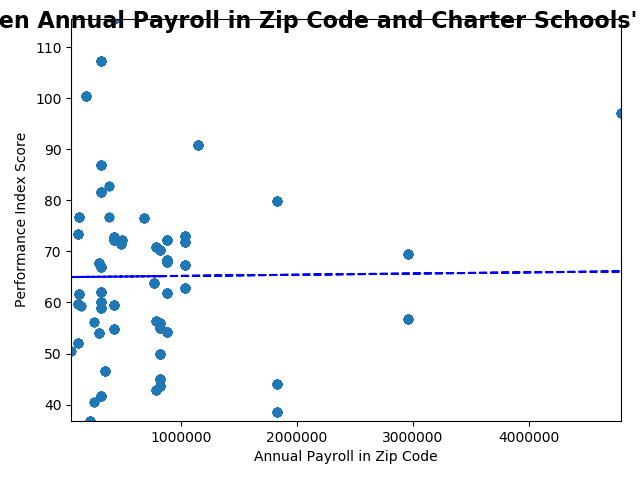 en Annual Payroll in Zip Code and Charter Schools'
110
100
90
80
70
60
50
40
Performance Index Score
1000000 2000000 3000000 4000000
Annual Payroll in Zip Code